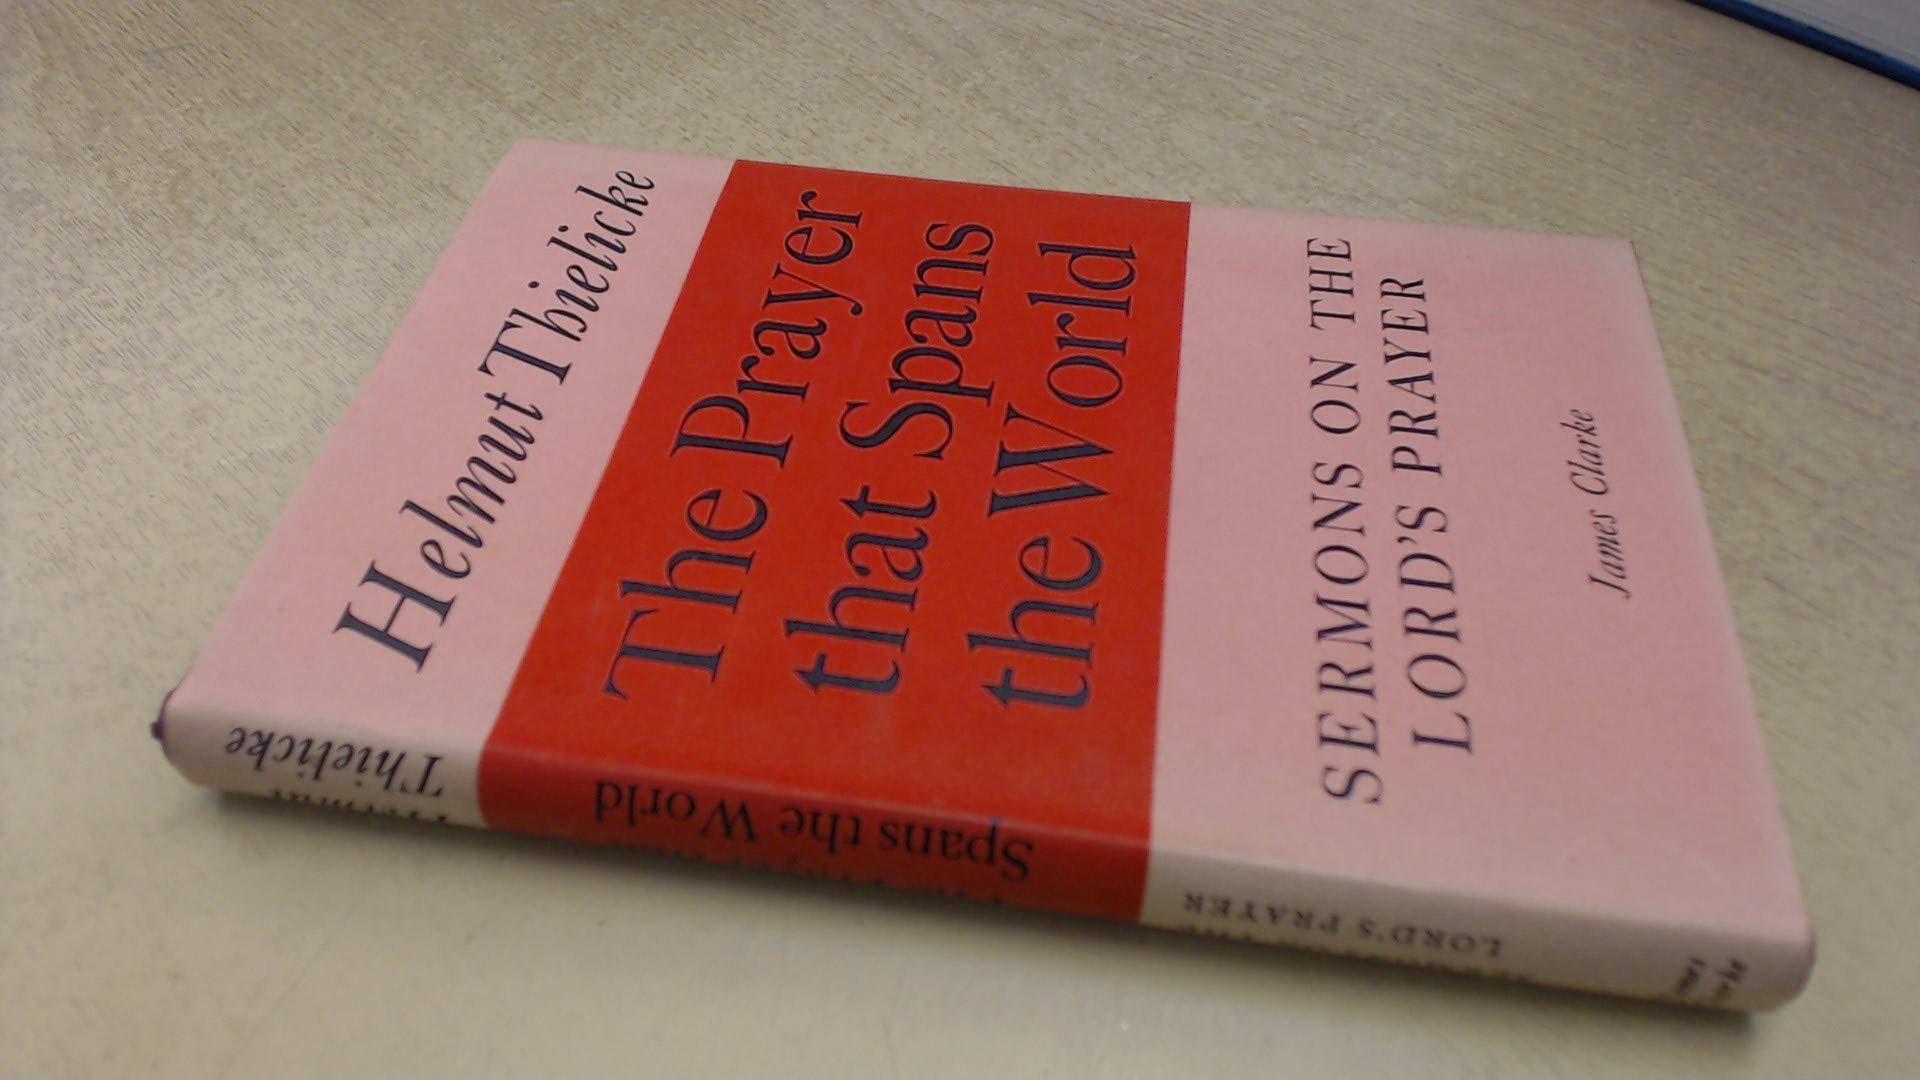 Helmut Thielicke
The Prayer
that Spans
the World
SERMONS ON THE
LORD'S PRAYER
James Clarke
Thielicke
Spans the World
LORD'S PRAYER